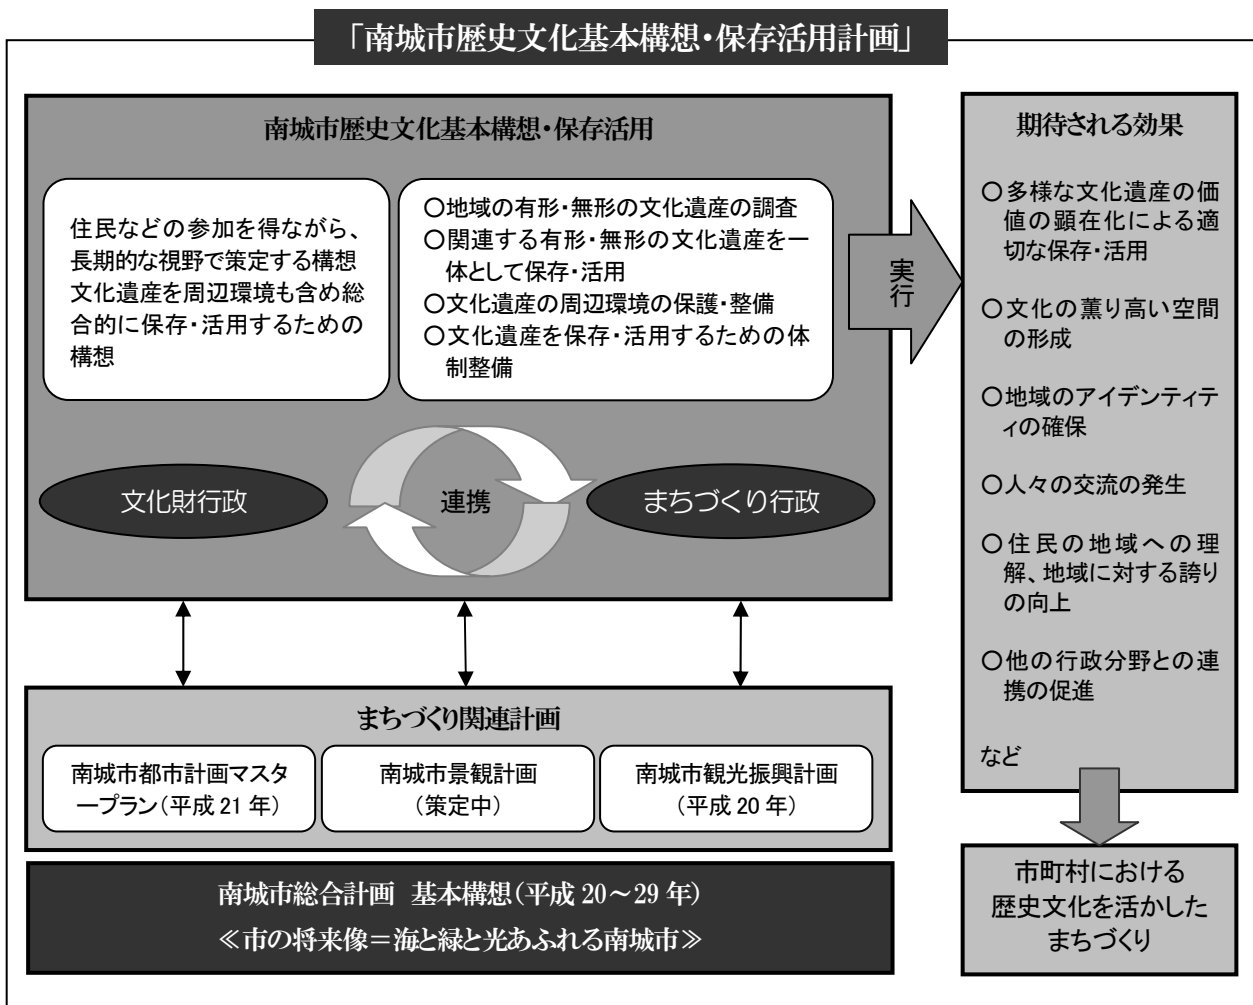 「南城市歴史文化基本構想・保存活用計画」
南城市歴史文化基本構想・保存活用
住民などの参加を得ながら、
長期的な視野で策定する構想
文化遺産を周辺環境も含め総
合的に保存・活用するための
構想
〇地域の有形・無形の文化遺産の調査
〇関連する有形・無形の文化遺産を一
体として保存・活用
〇文化遺産の周辺環境の保護・整備
〇文化遺産を保存・活用するための体
制整備
文化財行政
連携
まちづくり行政
実行
期待される効果
〇多様な文化遺産の価
値の顕在化による適
切な保存・活用
〇文化の薫り高い空間
の形成
〇地域のアイデンティテ
ィの確保
〇人々の交流の発生
〇住民の地域への理
解、地域に対する誇り
の向上
〇他の行政分野との連
携の促進
など
まちづくり関連計画
南城市都市計画マスタ
ープラン(平成 21 年)
南城市景観計画
(策定中)
南城市観光振興計画
(平成 20 年)
南城市総合計画 基本構想(平成 20～29 年)
≪市の将来像＝海と緑と光あふれる南城市≫
市町村における
歴史文化を活かした
まちづくり